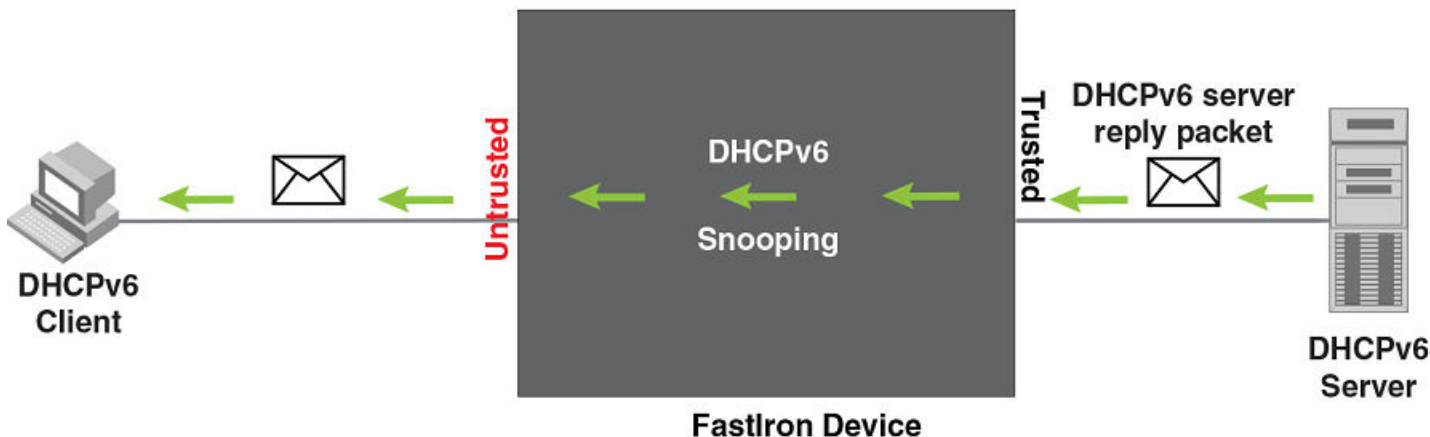 DHCPv6
Client
Untrusted
DHCPv6
Snooping
FastIron Device
Trusted
DHCPv6 server
reply packet
DHCPv6
Server